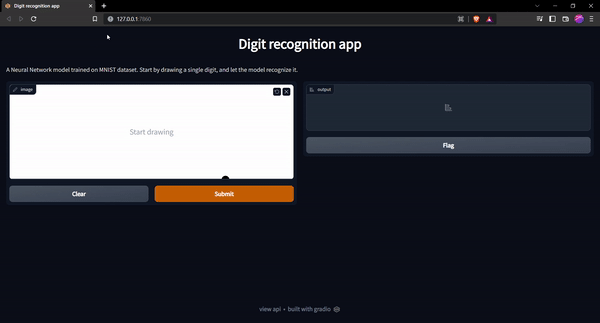 Digit recognition app
127.0.0.1:7860
Digit recognition app
A Neural Network model trained on MNIST dataset. Start by drawing a single digit, and let the model recognize it.
image
Start drawing
Clear
Submit
output
Flag
view api • built with gradio